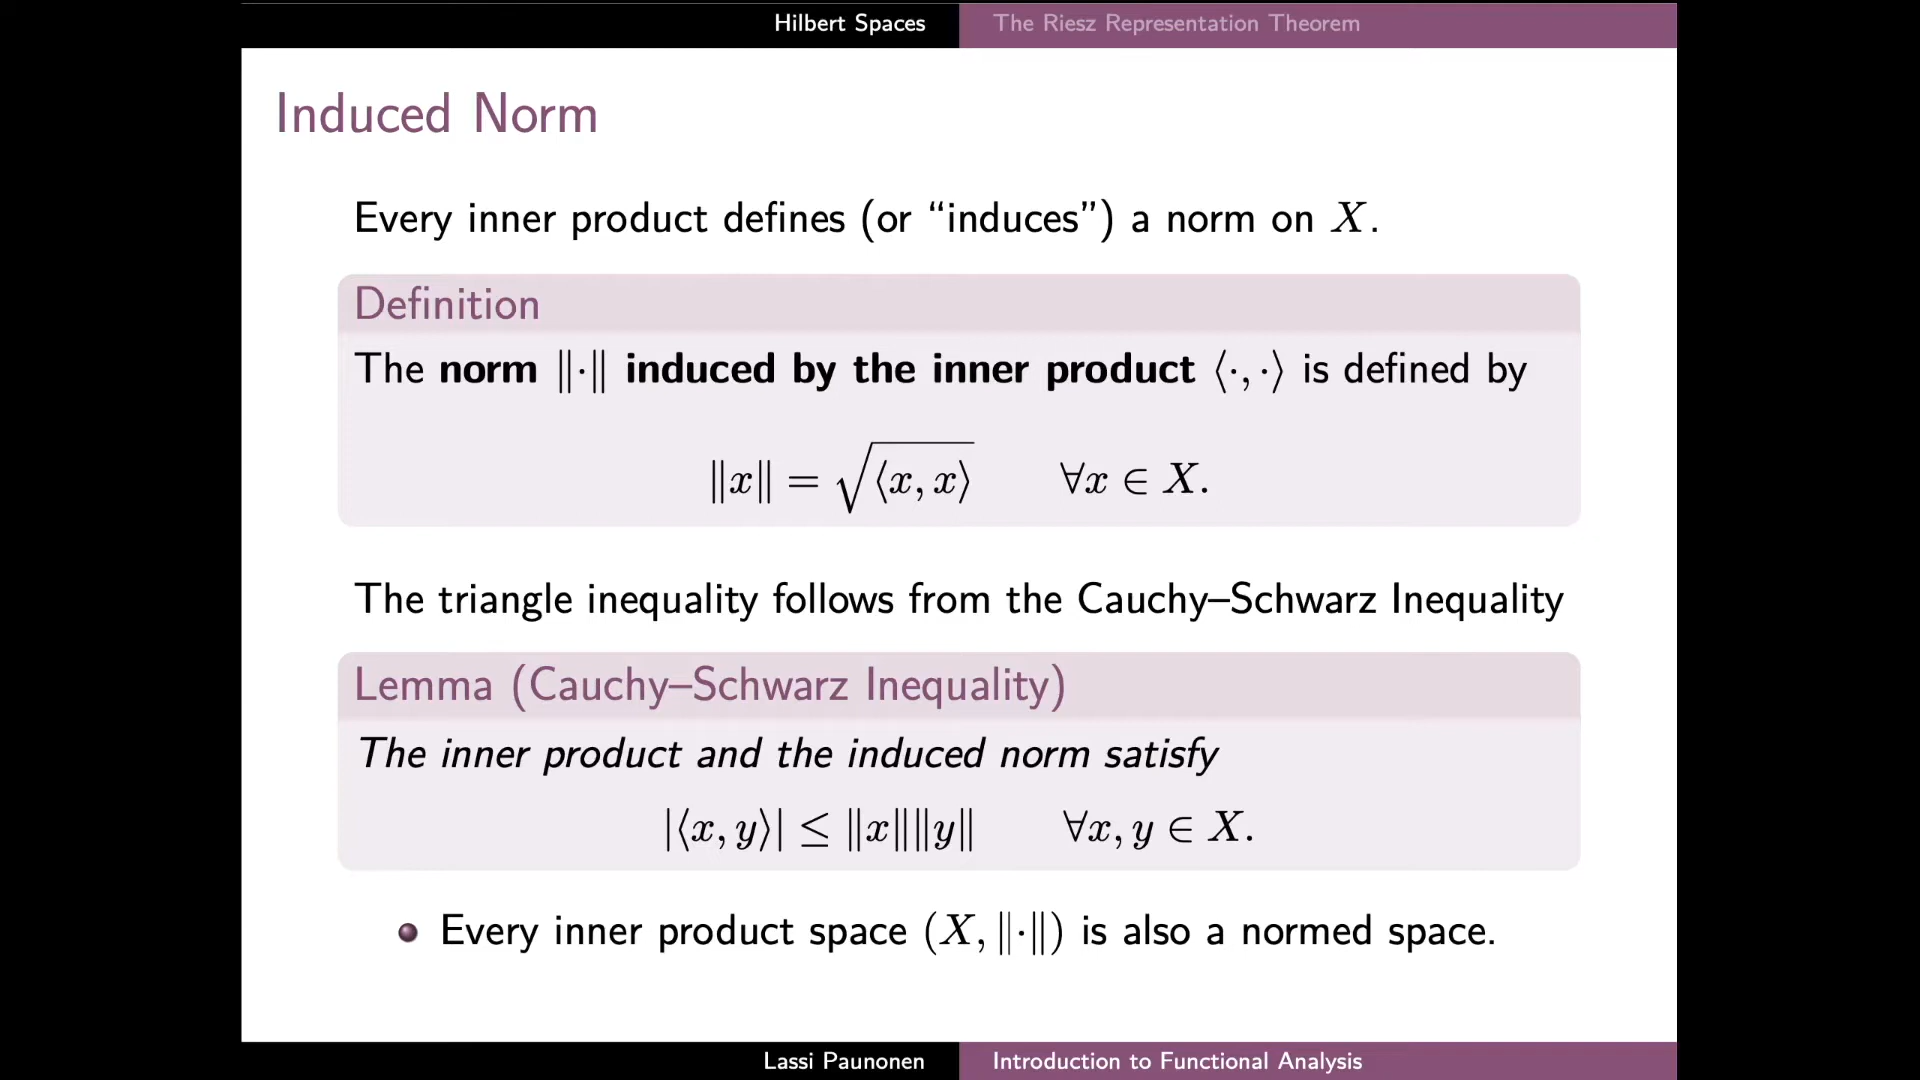 Hilbert Spaces
The Riesz Representation Theorem
Induced Norm
Every inner product defines (or “induces”) a norm on X.
Definition
The norm ‖·‖ induced by the inner product ⟨·, ·⟩ is defined by
‖x‖ = √⟨x, x⟩ ∀x ∈ X.
The triangle inequality follows from the Cauchy–Schwarz Inequality
Lemma (Cauchy–Schwarz Inequality)
The inner product and the induced norm satisfy
|⟨x, y⟩| ≤ ‖x‖‖y‖ ∀x, y ∈ X.
Every inner product space (X, ‖·‖) is also a normed space.
Lassi Paunonen
Introduction to Functional Analysis